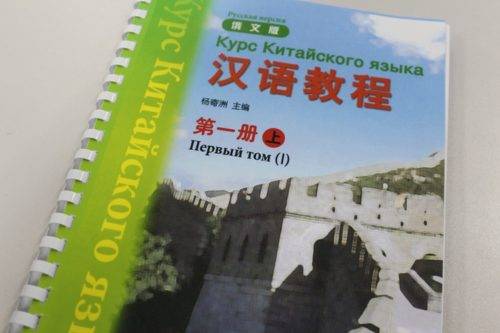 Русская версия
俄文版
Курс Китайского языка
汉语教程
杨寄洲 主编
第一册 上
Первый том (I)
Курс Китайского язы